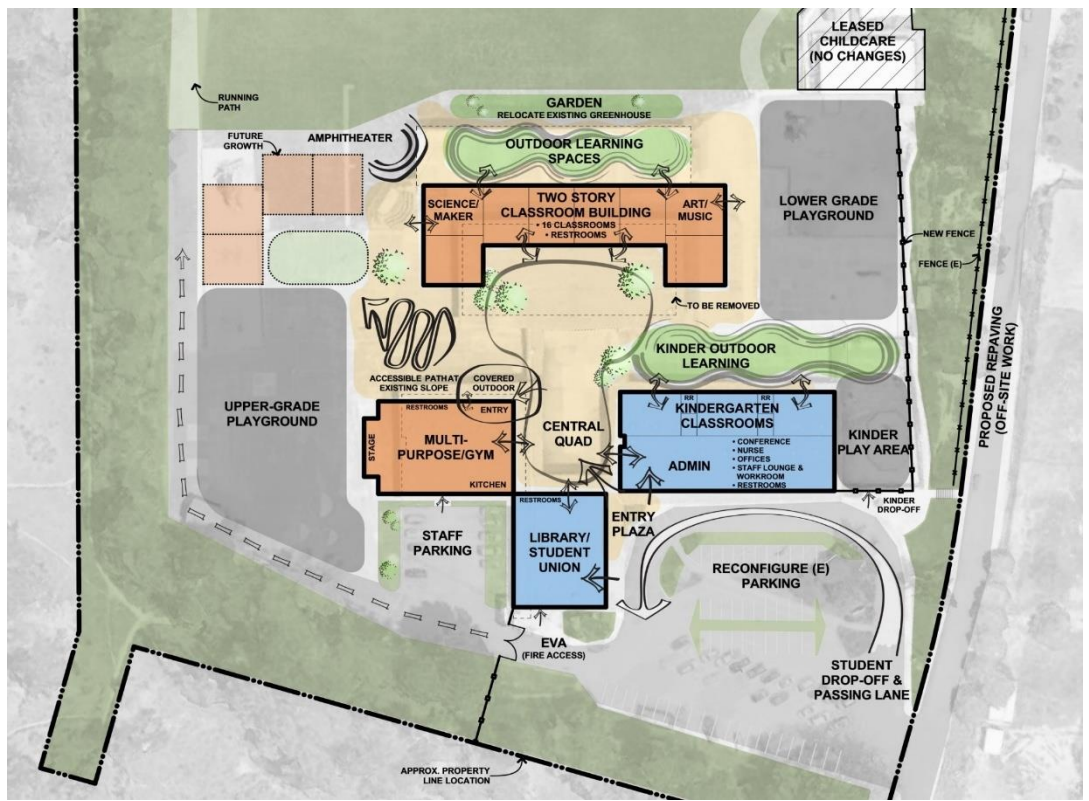 LEASED
CHILDCARE
(NO CHANGES)
RUNNING
PATH
GARDEN
RELOCATE EXISTING GREENHOUSE
AMPHITHEATER
FUTURE
GROWTH
OUTDOOR LEARNING
SPACES
SCIENCE/
MAKER
TWO STORY
CLASSROOM BUILDING
• 16 CLASSROOMS
• RESTROOMS
ART/
MUSIC
LOWER GRADE
PLAYGROUND
NEW FENCE
FENCE (E)
TO BE REMOVED
PROPOSED REPAVING
(OFF-SITE WORK)
KINDER OUTDOOR
LEARNING
ACCESSIBLE PATH AT
EXISTING SLOPE
COVERED
OUTDOOR
UPPER-GRADE
PLAYGROUND
RESTROOMS
ENTRY
STAGE
MULTI-
PURPOSE/GYM
KITCHEN
CENTRAL
QUAD
RR
RR
KINDERGARTEN
CLASSROOMS
ADMIN
• CONFERENCE
• NURSE
• OFFICES
• STAFF LOUNGE &
WORKROOM
• RESTROOMS
KINDER
PLAY AREA
KINDER
DROP-OFF
RESTROOMS
ENTRY
PLAZA
STAFF
PARKING
LIBRARY/
STUDENT
UNION
RECONFIGURE (E)
PARKING
EVA
(FIRE ACCESS)
STUDENT
DROP-OFF &
PASSING LANE
APPROX. PROPERTY
LINE LOCATION